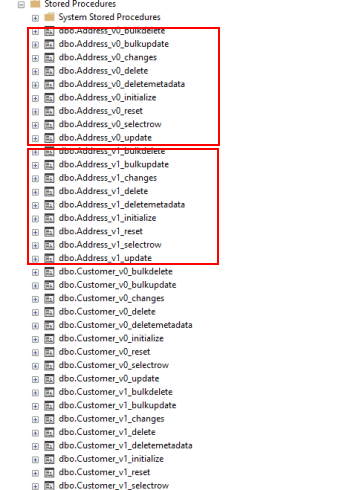 Stored Procedures
System Stored Procedures
dbo.Address_v0_bulkdelete
dbo.Address_v0_bulkupdate
dbo.Address_v0_changes
dbo.Address_v0_delete
dbo.Address_v0_deletemetadata
dbo.Address_v0_initialize
dbo.Address_v0_reset
dbo.Address_v0_selectrow
dbo.Address_v0_update
dbo.Address_v1_bulkdelete
dbo.Address_v1_bulkupdate
dbo.Address_v1_changes
dbo.Address_v1_delete
dbo.Address_v1_deletemetadata
dbo.Address_v1_initialize
dbo.Address_v1_reset
dbo.Address_v1_selectrow
dbo.Address_v1_update
dbo.Customer_v0_bulkdelete
dbo.Customer_v0_bulkupdate
dbo.Customer_v0_changes
dbo.Customer_v0_delete
dbo.Customer_v0_deletemetadata
dbo.Customer_v0_initialize
dbo.Customer_v0_reset
dbo.Customer_v0_selectrow
dbo.Customer_v0_update
dbo.Customer_v1_bulkdelete
dbo.Customer_v1_bulkupdate
dbo.Customer_v1_changes
dbo.Customer_v1_delete
dbo.Customer_v1_deletemetadata
dbo.Customer_v1_initialize
dbo.Customer_v1_reset
dbo.Customer_v1_selectrow